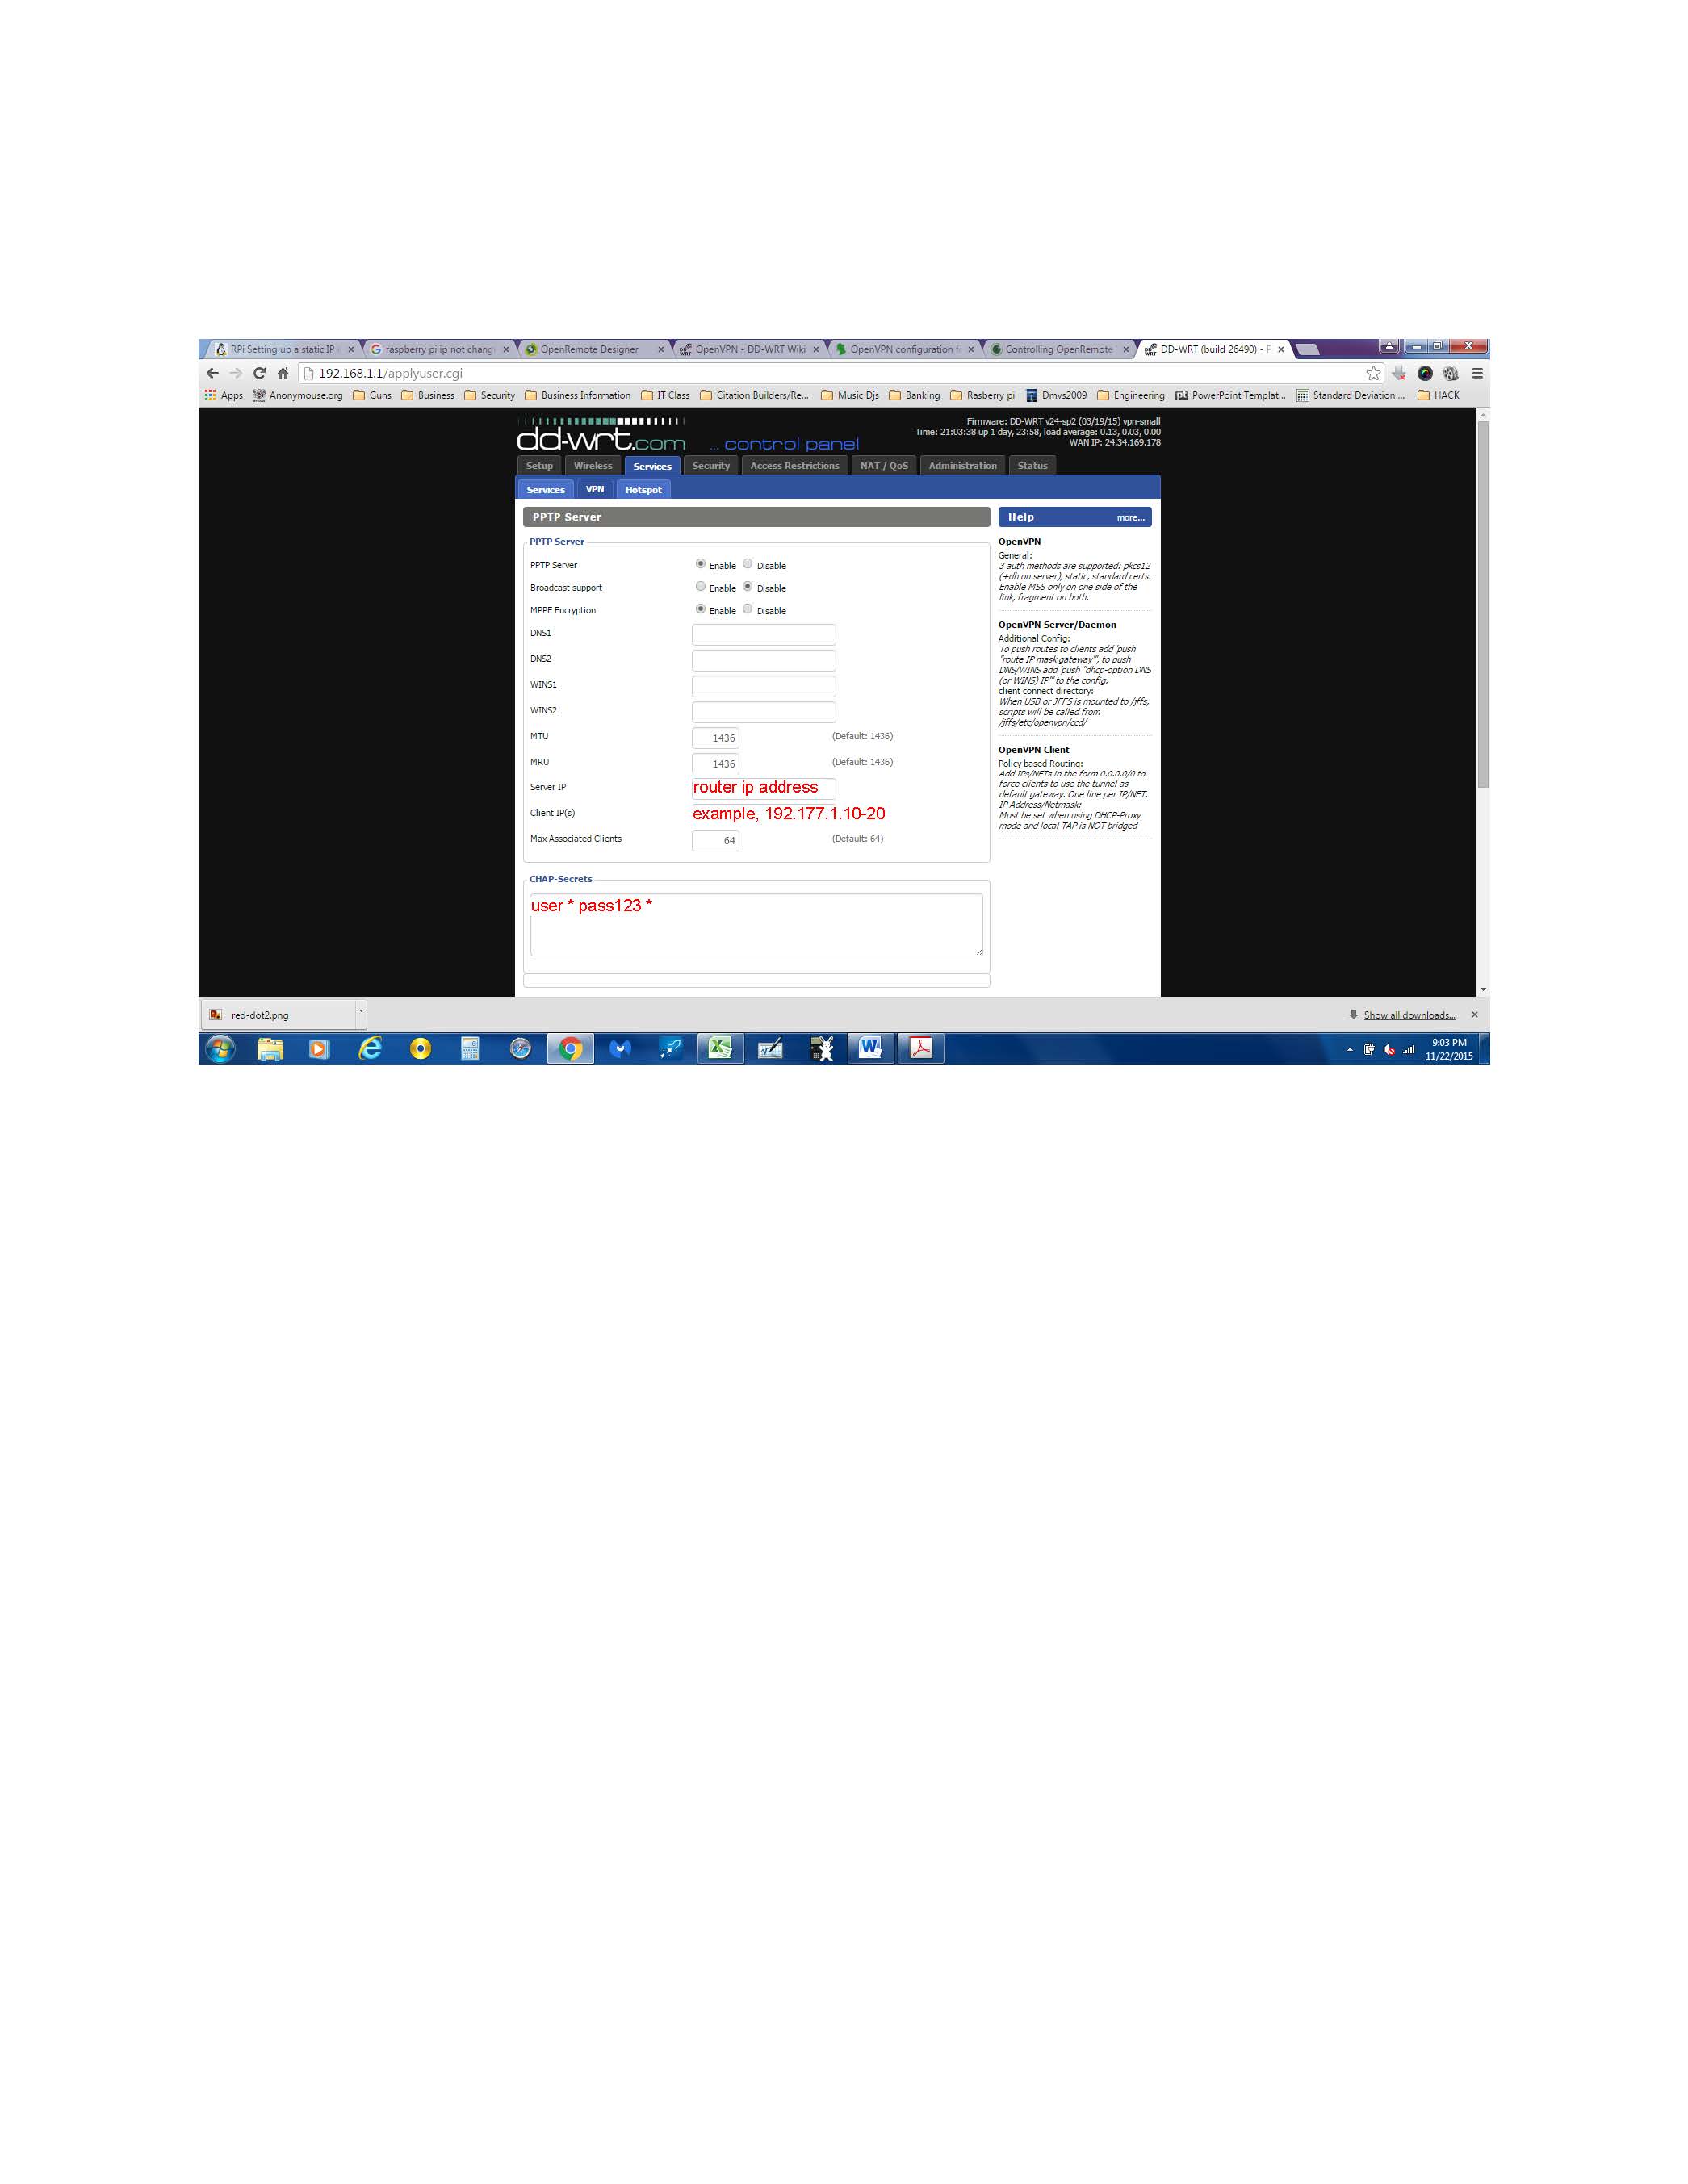 RPi Setting up a static IP
raspberry pi ip not chang
OpenRemote Designer
OpenVPN - DD-WRT Wiki
OpenVPN configuration fo
Controlling OpenRemote
DD-WRT (build 26490) - P
192.168.1.1/applyuser.cgi
Apps Anonymouse.org Guns Business Security Business Information IT Class Citation Builders/Re... Music Djs Banking Rasberry pi Dmvs2009 Engineering PowerPoint Templat... Standard Deviation ... HACK
dd-wrt.com ... control panel
Firmware: DD-WRT v24-sp2 (03/19/15) vpn-small
Time: 21:03:38 up 1 day, 23:58, load average: 0.13, 0.03, 0.00
WAN IP: 24.34.169.178
Setup Wireless Services Security Access Restrictions NAT / QoS Administration Status
Services VPN Hotspot
PPTP Server
PPTP Server
PPTP Server Enable Disable
Broadcast support Enable Disable
MPPE Encryption Enable Disable
DNS1
DNS2
WINS1
WINS2
MTU 1436 (Default: 1436)
MRU 1436 (Default: 1436)
Server IP router ip address
Client IP(s) example, 192.177.1.10-20
Max Associated Clients 64 (Default: 64)
CHAP-Secrets
user * pass123 *
Help more...
OpenVPN
General:
3 auth methods are supported: pkcs12
(+dh on server), static, standard certs.
Enable MSS only on one side of the
link, fragment on both.
OpenVPN Server/Daemon
Additional Config:
To push routes to clients add 'push
"route IP mask gateway"', to push
DNS/WINS add 'push "dhcp-option DNS
(or WINS) IP"' to the config.
client connect directory:
When USB or JFFS is mounted to /jffs,
scripts will be called from
/jffs/etc/openvpn/ccd/
OpenVPN Client
Policy based Routing:
Add IPs/NETs in the form 0.0.0.0/0 to
force clients to use the tunnel as
default gateway. One line per IP/NET.
IP Address/Netmask:
Must be set when using DHCP-Proxy
mode and local TAP is NOT bridged
red-dot2.png
Show all downloads...
9:03 PM
11/22/2015